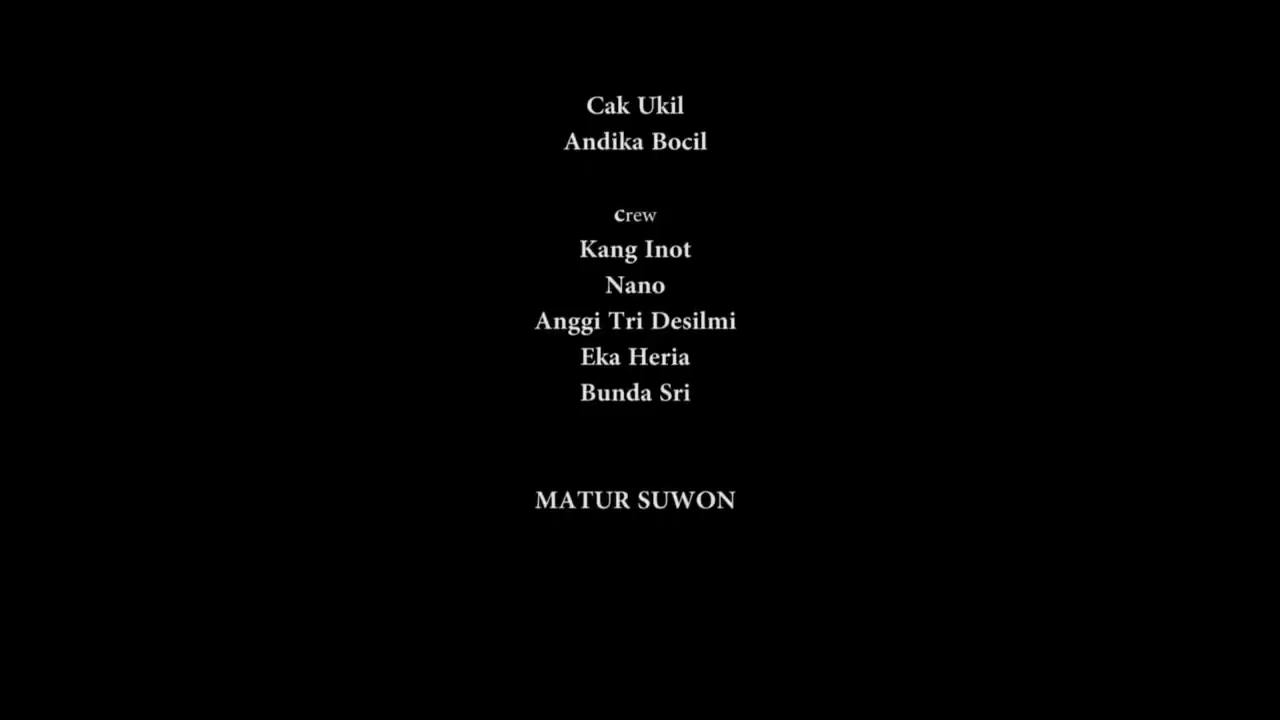 Cak Ukil
Andika Bocil
crew
Kang Inot
Nano
Anggi Tri Desilmi
Eka Heria
Bunda Sri
MATUR SUWON